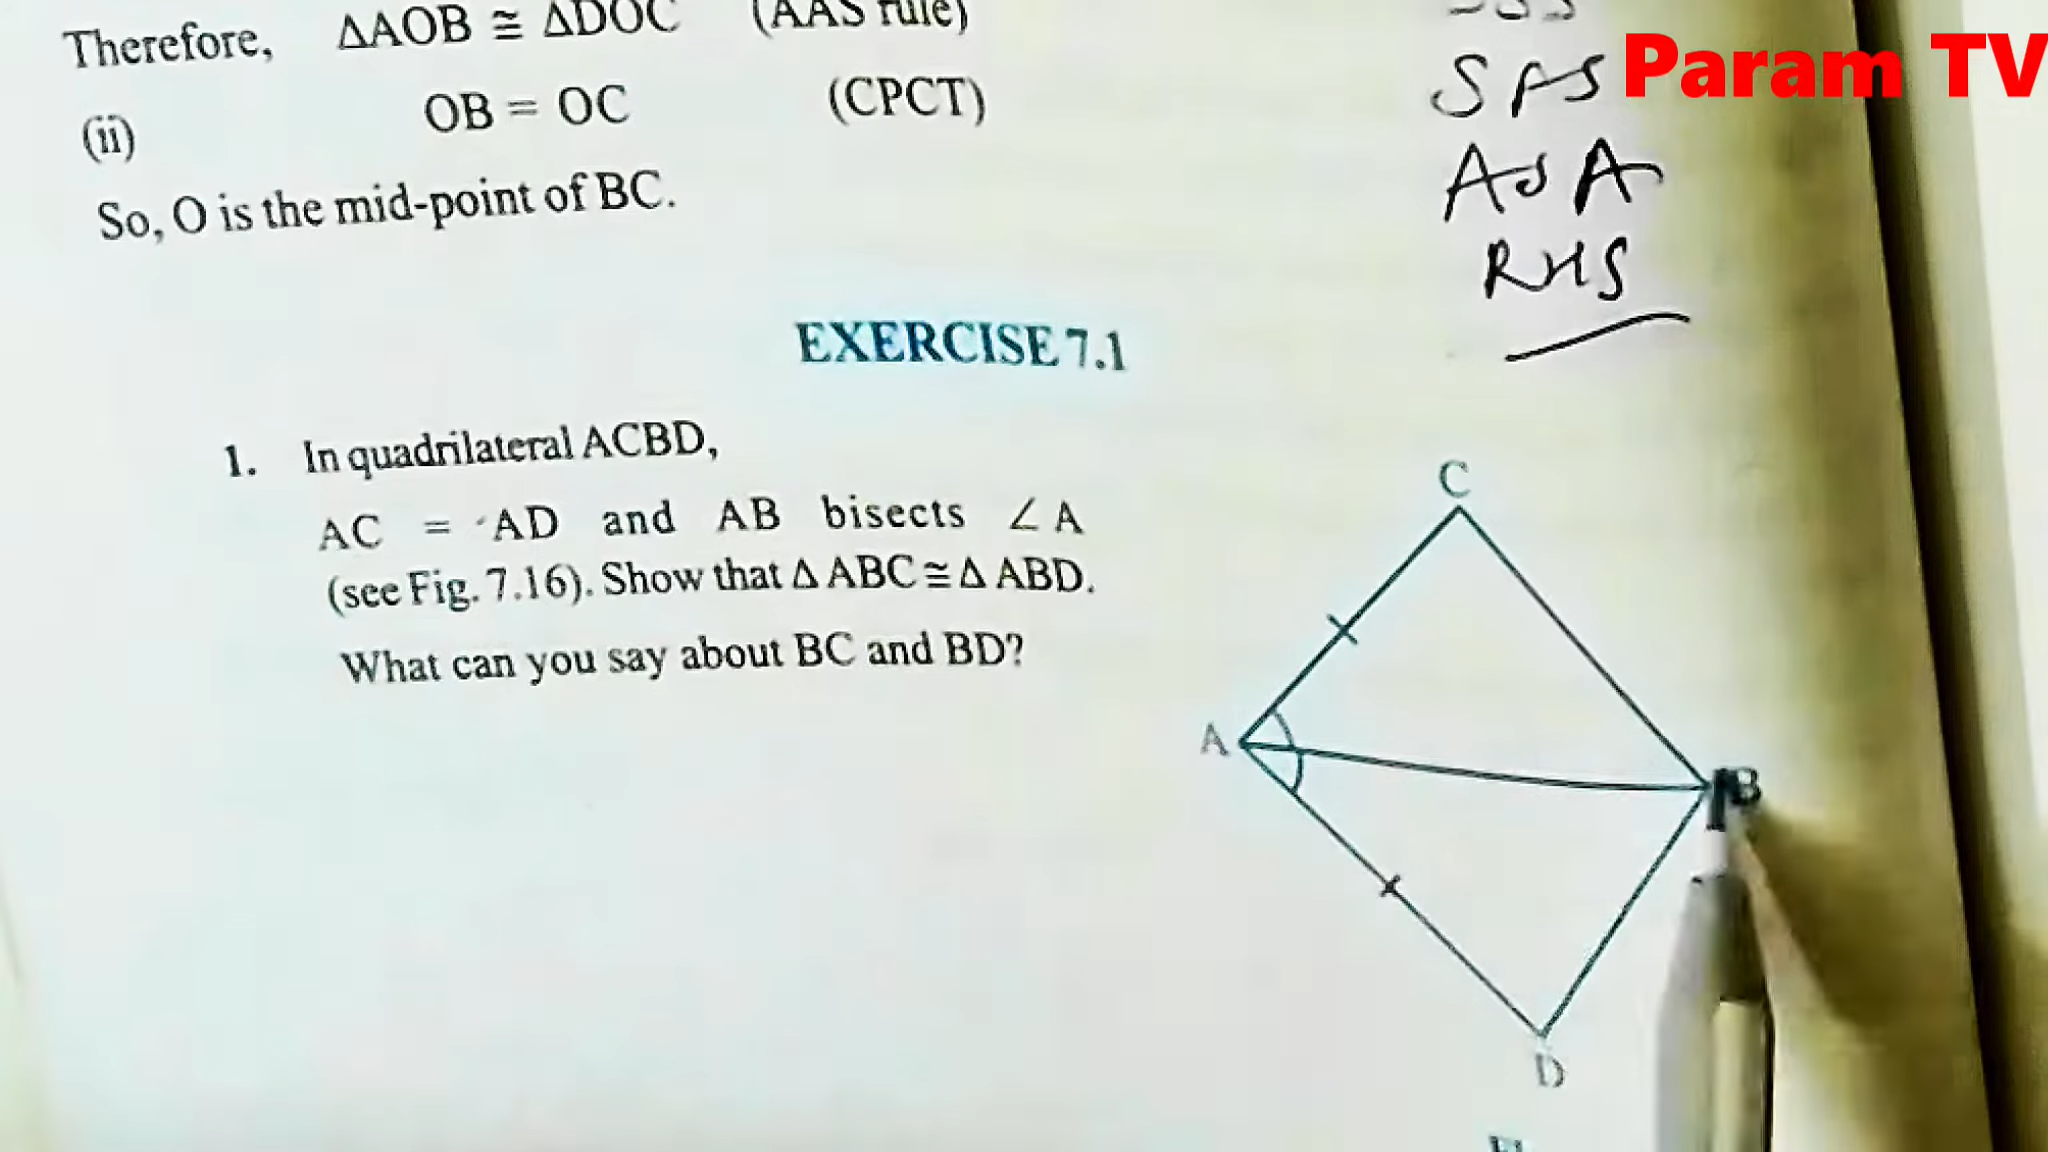 Therefore, ΔAOB ≅ ΔDOC (AAS rule)
(ii) OB = OC (CPCT)
So, O is the mid-point of BC.
SAS
ASA
RHS
Param TV
EXERCISE 7.1
1. In quadrilateral ACBD,
AC = AD and AB bisects ∠A
(see Fig. 7.16). Show that Δ ABC ≅ Δ ABD.
What can you say about BC and BD?
C
A
B
D